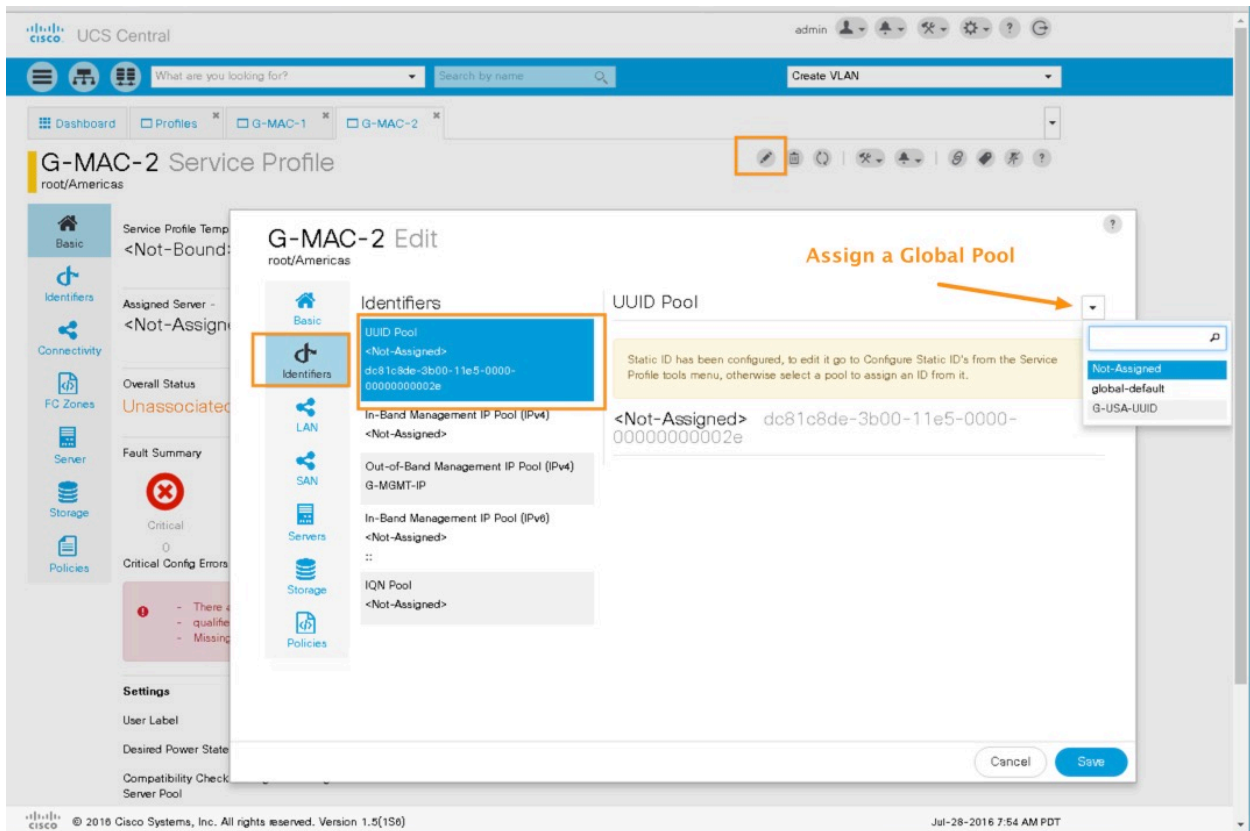 cisco UCS Central
admin
What are you looking for?
Search by name
Create VLAN
Dashboard
Profiles
G-MAC-1
G-MAC-2
G-MAC-2 Service Profile
root/Americas
Basic
Identifiers
Connectivity
FC Zones
Server
Storage
Policies
Service Profile Temp
<Not-Bound>
Assigned Server -
<Not-Assign
Overall Status
Unassociated
Fault Summary
Critical
0
Critical Config Errors
- There
- qualifie
- Missing
Settings
User Label
Desired Power State
Compatibility Check
Server Pool
G-MAC-2 Edit
root/Americas
Assign a Global Pool
Basic
Identifiers
LAN
SAN
Servers
Storage
Policies
Identifiers
UUID Pool
<Not-Assigned>
dc81c8de-3b00-11e5-0000-
00000000002e
In-Band Management IP Pool (IPv4)
<Not-Assigned>
Out-of-Band Management IP Pool (IPv4)
G-MGMT-IP
In-Band Management IP Pool (IPv6)
<Not-Assigned>
::
IQN Pool
<Not-Assigned>
UUID Pool
Static ID has been configured, to edit it go to Configure Static ID's from the Service
Profile tools menu, otherwise select a pool to assign an ID from it.
<Not-Assigned> dc81c8de-3b00-11e5-0000-
00000000002e
Not-Assigned
global-default
G-USA-UUID
Cancel
Save
cisco © 2016 Cisco Systems, Inc. All rights reserved. Version 1.5(1S6)
Jul-28-2016 7:54 AM PDT